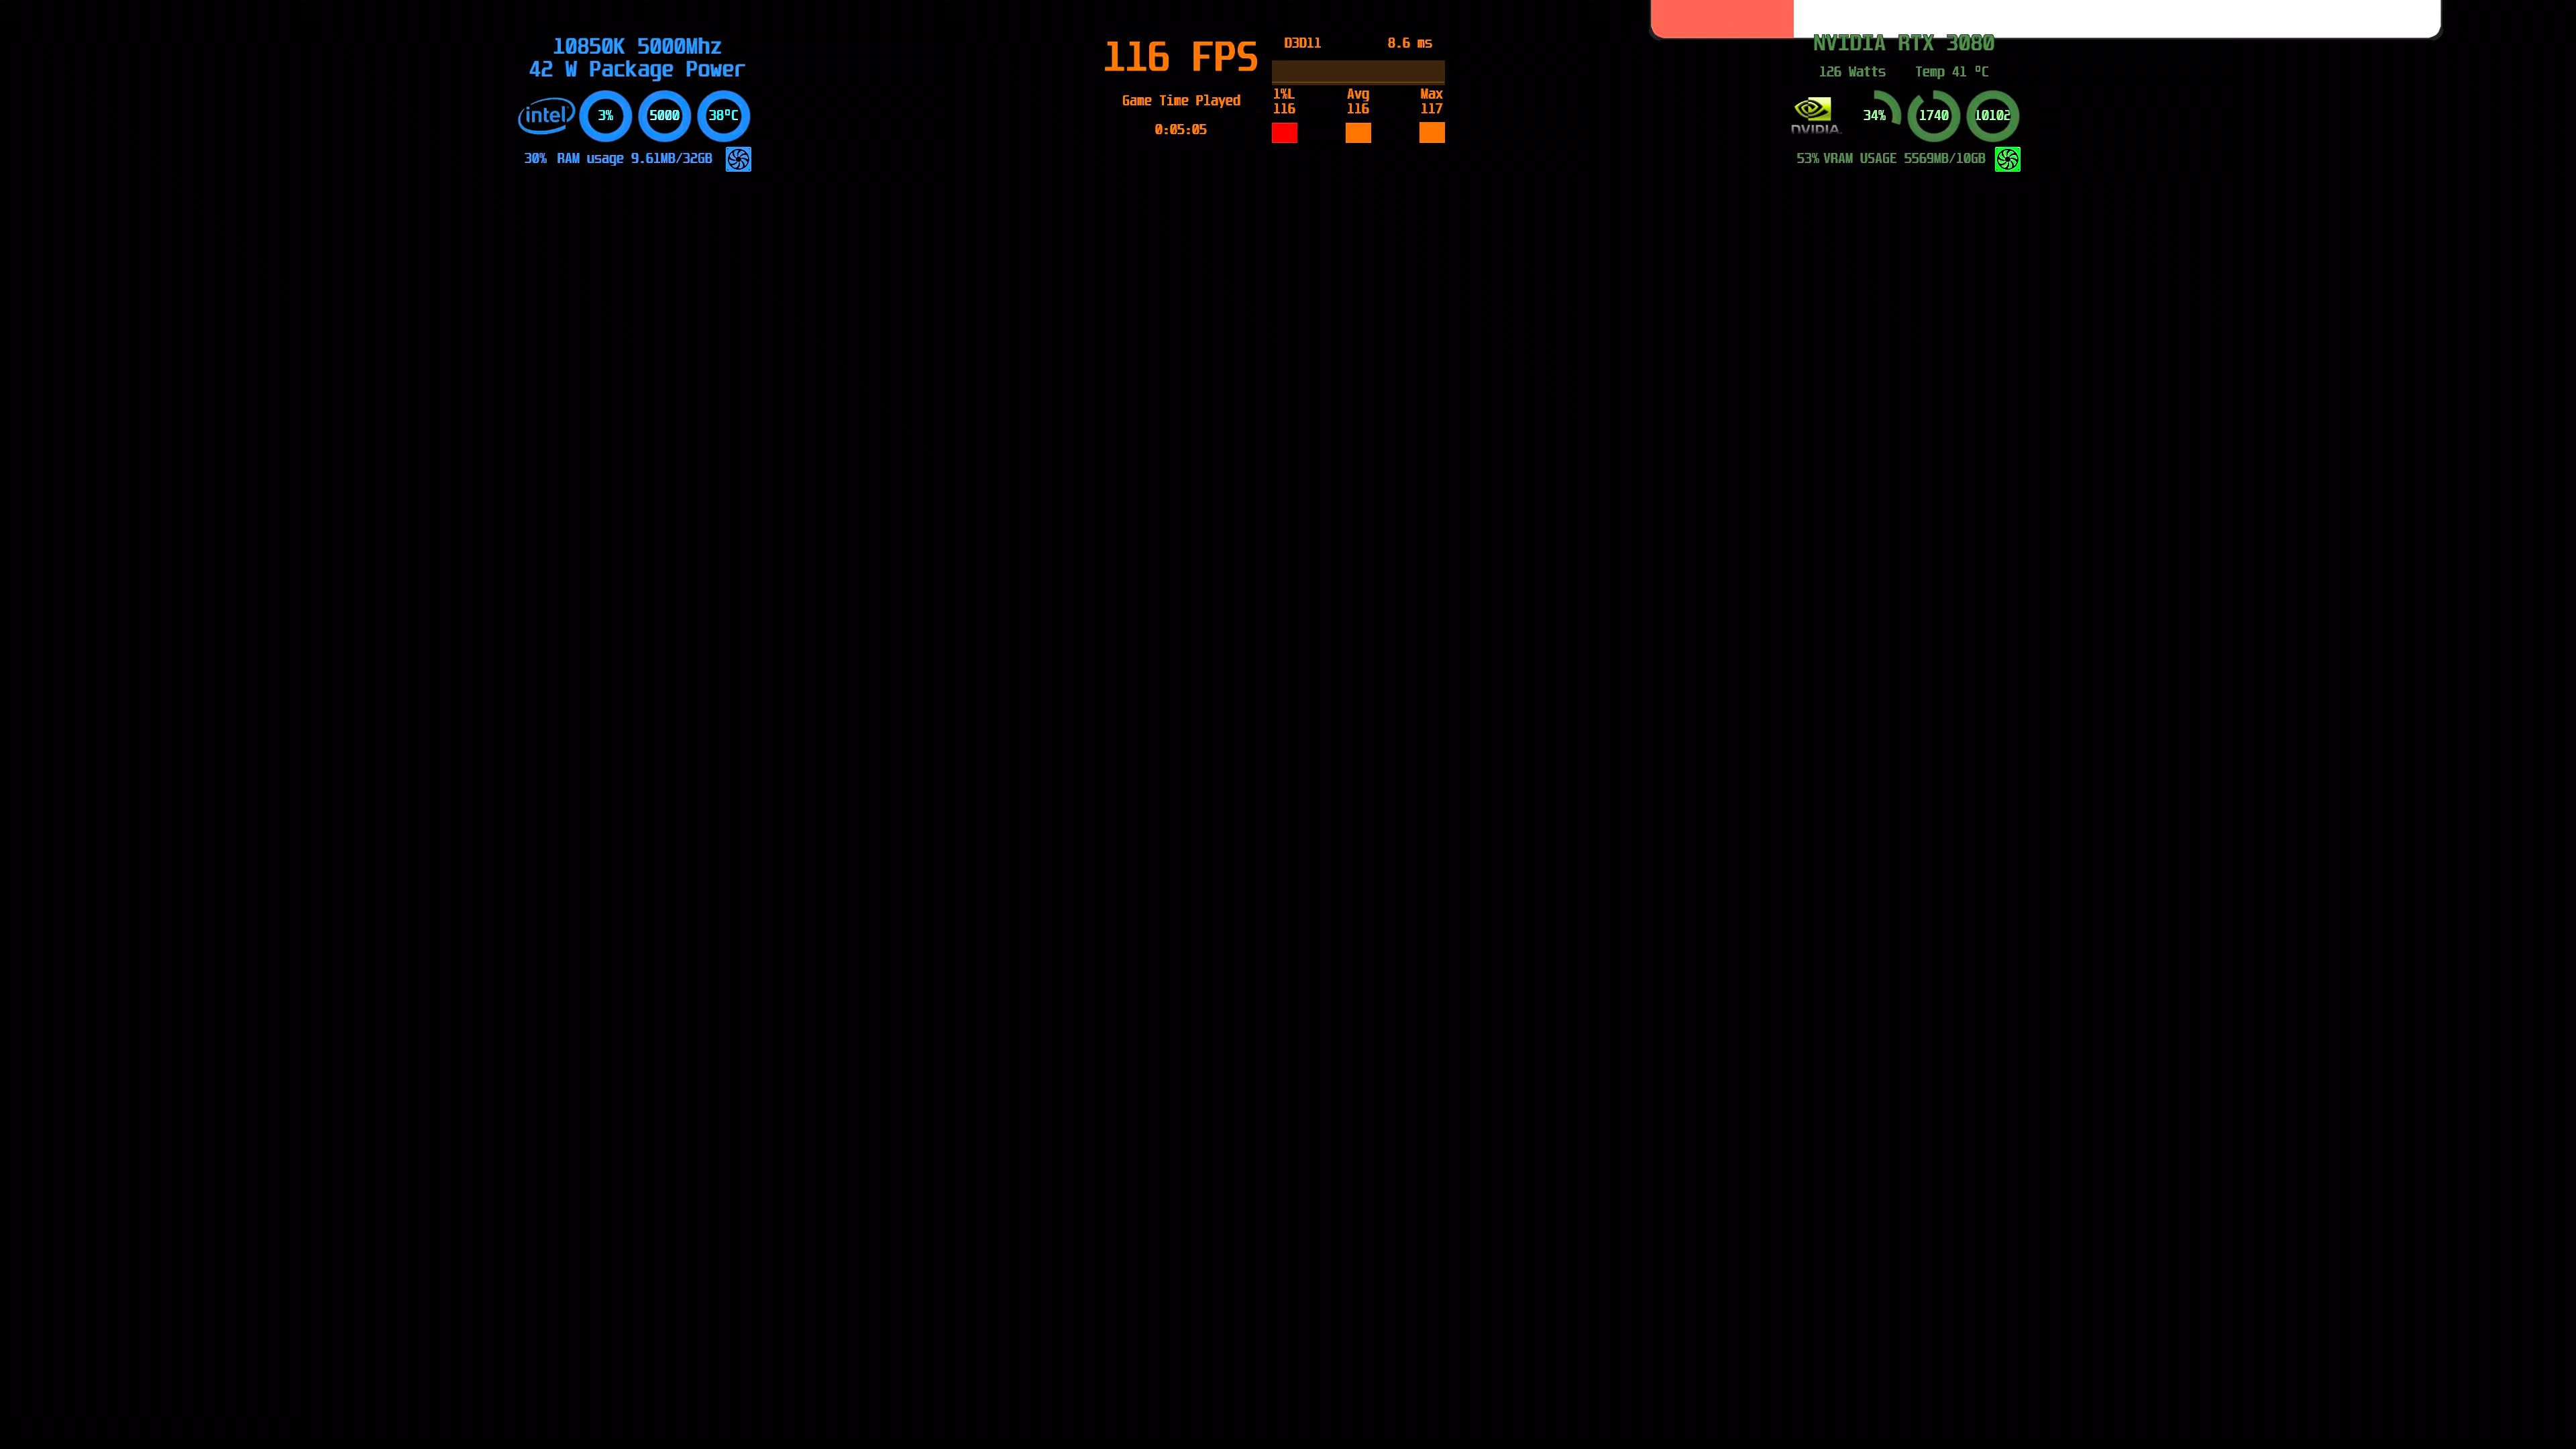 10850K 5000Mhz
42 W Package Power
intel
3%
5000
38ºC
30% RAM usage 9.61MB/32GB
116 FPS
D3D11
8.6 ms
Game Time Played
0:05:05
1%L
Avg
Max
116
116
117
NVIDIA RTX 3080
126 Watts
Temp 41 ºC
NVIDIA
34%
1740
10102
53% VRAM USAGE 5569MB/10GB